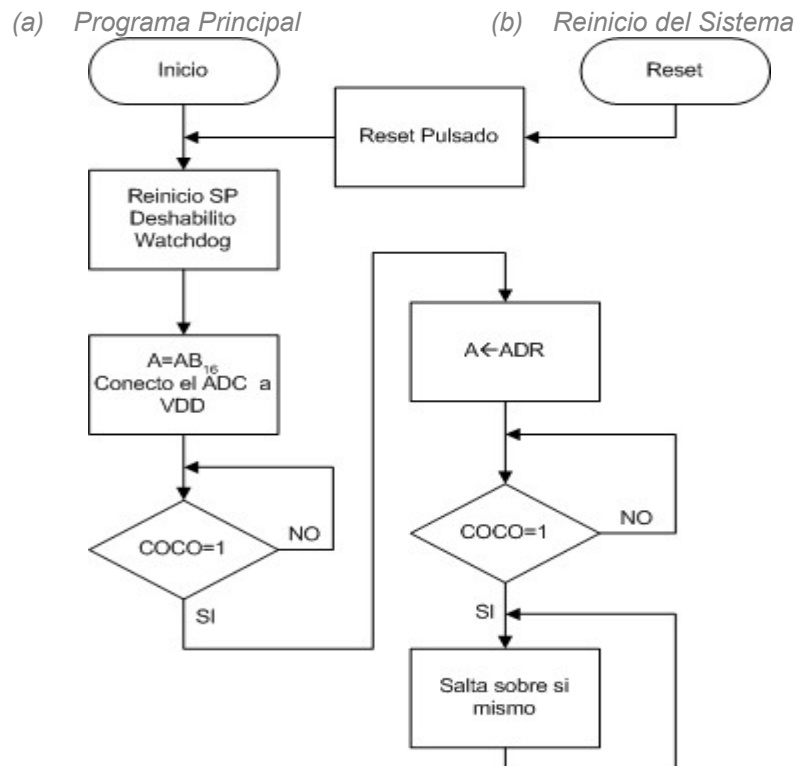 (a) Programa Principal
(b) Reinicio del Sistema
Inicio
Reset
Reset Pulsado
Reinicio SP
Deshabilito
Watchdog
A=AB16
Conecto el ADC a
VDD
A←ADR
COCO=1
NO
SI
COCO=1
NO
SI
Salta sobre si
mismo